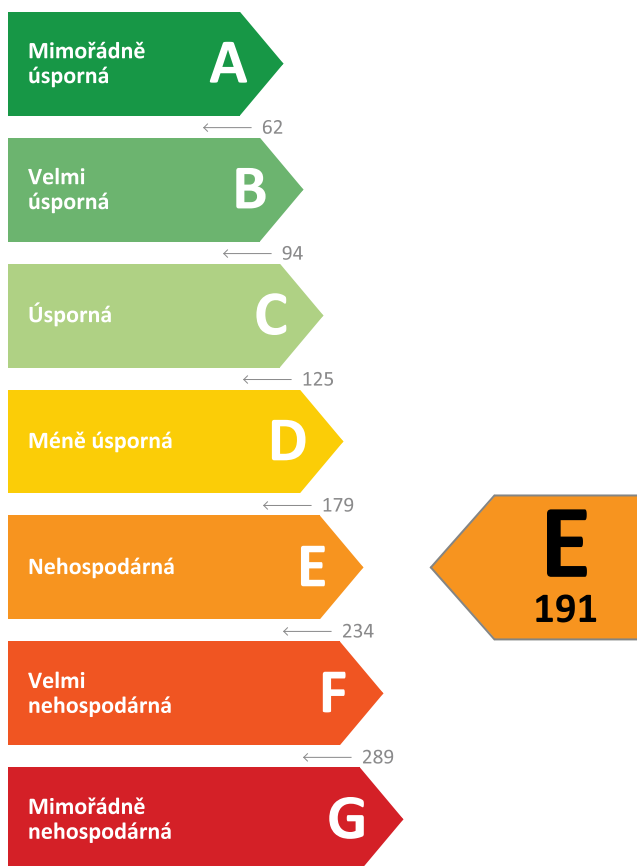 Mimořádně
úsporná
A
62
Velmi
úsporná
B
94
Úsporná
C
125
Méně úsporná
D
179
Nehospodárná
E
E
191
234
Velmi
nehospodárná
F
289
Mimořádně
nehospodárná
G